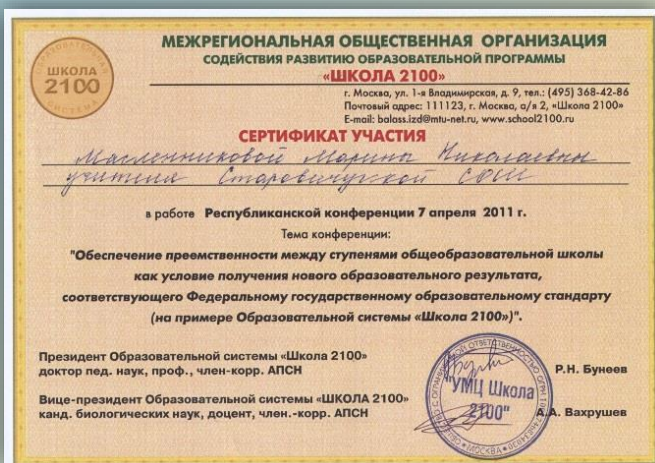 ОБРАЗОВАТЕЛЬНАЯ
ШКОЛА
2100
СИСТЕМА
МЕЖРЕГИОНАЛЬНАЯ ОБЩЕСТВЕННАЯ ОРГАНИЗАЦИЯ
СОДЕЙСТВИЯ РАЗВИТИЮ ОБРАЗОВАТЕЛЬНОЙ ПРОГРАММЫ
«ШКОЛА 2100»
г. Москва, ул. 1-я Владимирская, д. 9, тел.: (495) 368-42-86
Почтовый адрес: 111123, г. Москва, а/я 2, «Школа 2100»
E-mail: balass.izd@mtu-net.ru, www.school2100.ru
СЕРТИФИКАТ УЧАСТИЯ
Масленниковой Марины Николаевны
учителя Старовичугской СОШ
в работе Республиканской конференции 7 апреля 2011 г.
Тема конференции:
"Обеспечение преемственности между ступенями общеобразовательной школы
как условие получения нового образовательного результата,
соответствующего Федеральному государственному образовательному стандарту
(на примере Образовательной системы «Школа 2100»)".
Президент Образовательной системы «Школа 2100»
доктор пед. наук, проф., член-корр. АПСН
Р.Н. Бунеев
Вице-президент Образовательной системы «ШКОЛА 2100»
канд. биологических наук, доцент, член.-корр. АПСН
А.А. Вахрушев
"УМЦ Школа
2100"
МОСКВА